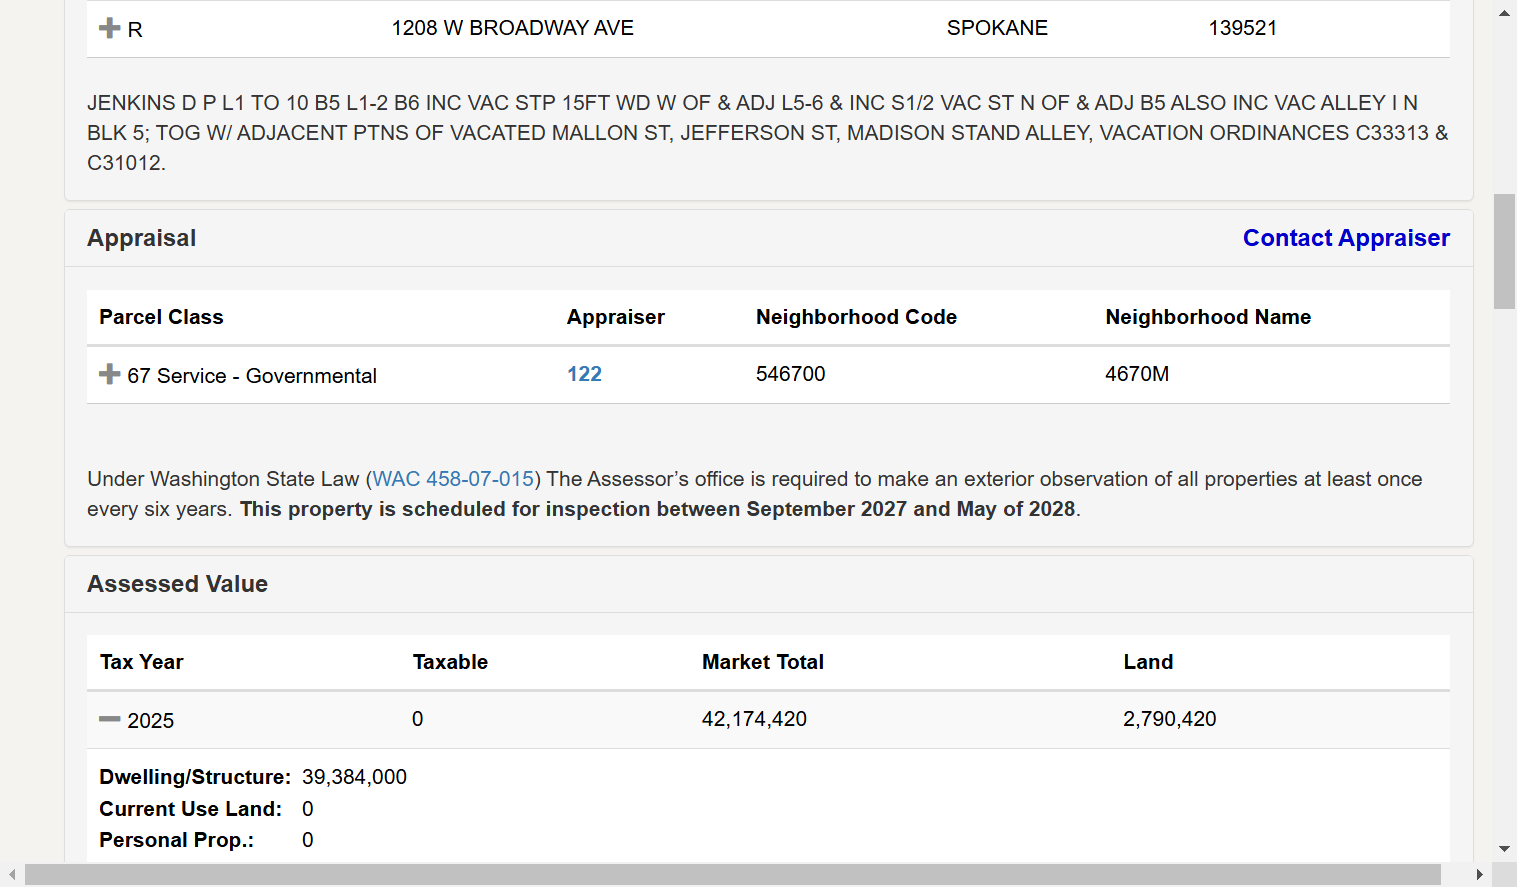 R 1208 W BROADWAY AVE SPOKANE 139521
JENKINS D P L1 TO 10 B5 L1-2 B6 INC VAC STP 15FT WD W OF & ADJ L5-6 & INC S1/2 VAC ST N OF & ADJ B5 ALSO INC VAC ALLEY I N
BLK 5; TOG W/ ADJACENT PTNS OF VACATED MALLON ST, JEFFERSON ST, MADISON STAND ALLEY, VACATION ORDINANCES C33313 &
C31012.
Appraisal Contact Appraiser
Parcel Class Appraiser Neighborhood Code Neighborhood Name
67 Service - Governmental 122 546700 4670M
Under Washington State Law (WAC 458-07-015) The Assessor’s office is required to make an exterior observation of all properties at least once
every six years. This property is scheduled for inspection between September 2027 and May of 2028.
Assessed Value
Tax Year Taxable Market Total Land
2025 0 42,174,420 2,790,420
Dwelling/Structure: 39,384,000
Current Use Land: 0
Personal Prop.: 0